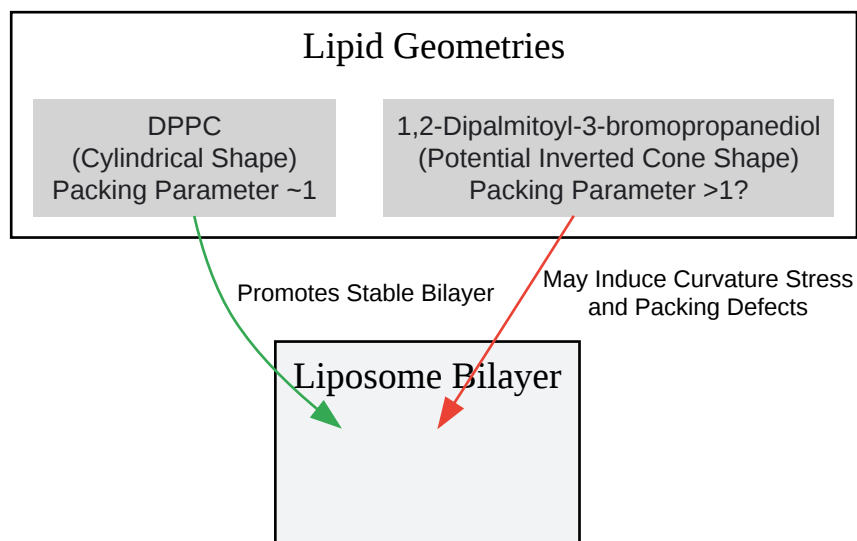 Lipid Geometries
DPPC
(Cylindrical Shape)
Packing Parameter ~1
1,2-Dipalmitoyl-3-bromopropanediol
(Potential Inverted Cone Shape)
Packing Parameter >1?
Promotes Stable Bilayer
May Induce Curvature Stress
and Packing Defects
Liposome Bilayer